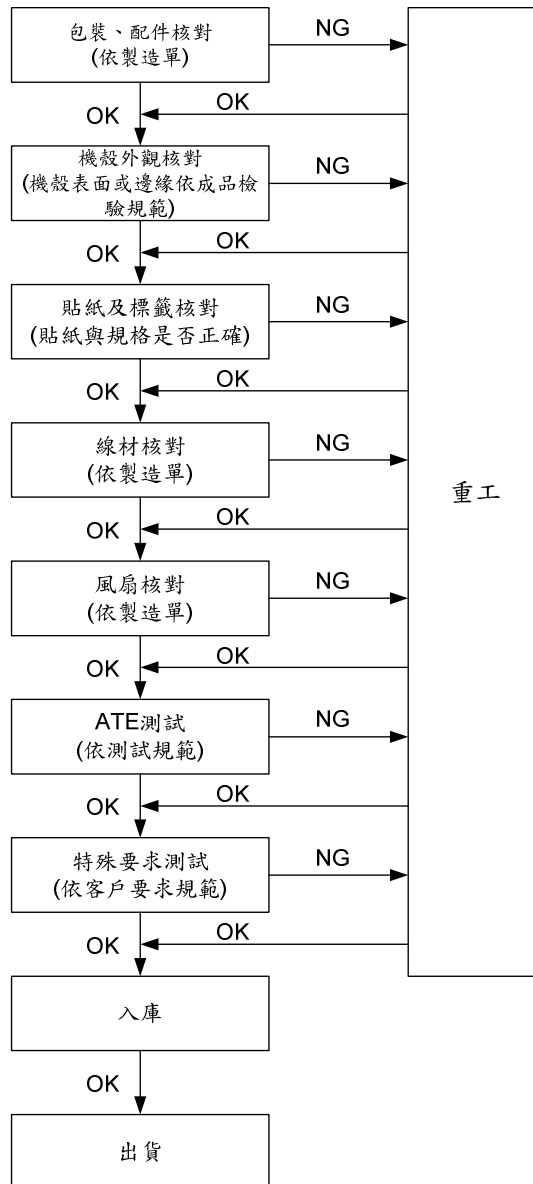 包裝、配件核對
(依製造單)
NG
OK
OK
機殼外觀核對
(機殼表面或邊緣依成品檢
驗規範)
NG
OK
OK
貼紙及標籤核對
(貼紙與規格是否正確)
NG
OK
OK
線材核對
(依製造單)
NG
重工
OK
OK
風扇核對
(依製造單)
NG
OK
OK
ATE測試
(依測試規範)
NG
OK
OK
特殊要求測試
(依客戶要求規範)
NG
OK
OK
入庫
OK
出貨